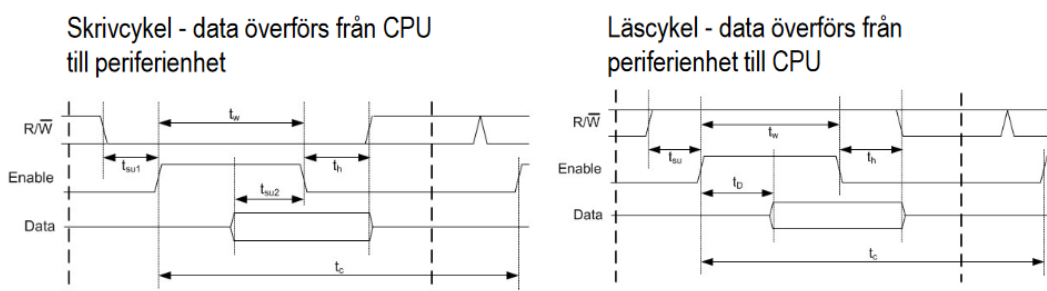 Skrivcykel - data överförs från CPU
till periferienhet
R/W̅
Enable
Data
tw
tsu1
th
tsu2
tc
Läscykel - data överförs från
periferienhet till CPU
R/W̅
Enable
Data
tw
tsu
th
tD
tc